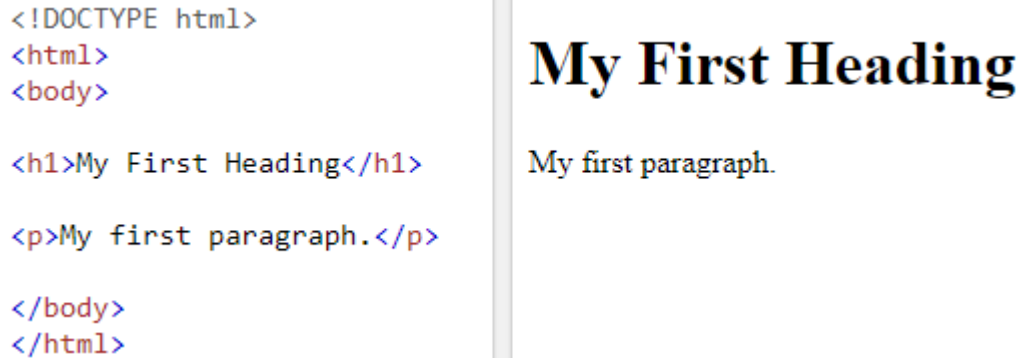 <!DOCTYPE html>
<html>
<body>
<h1>My First Heading</h1>
<p>My first paragraph.</p>
</body>
</html>
My First Heading
My first paragraph.